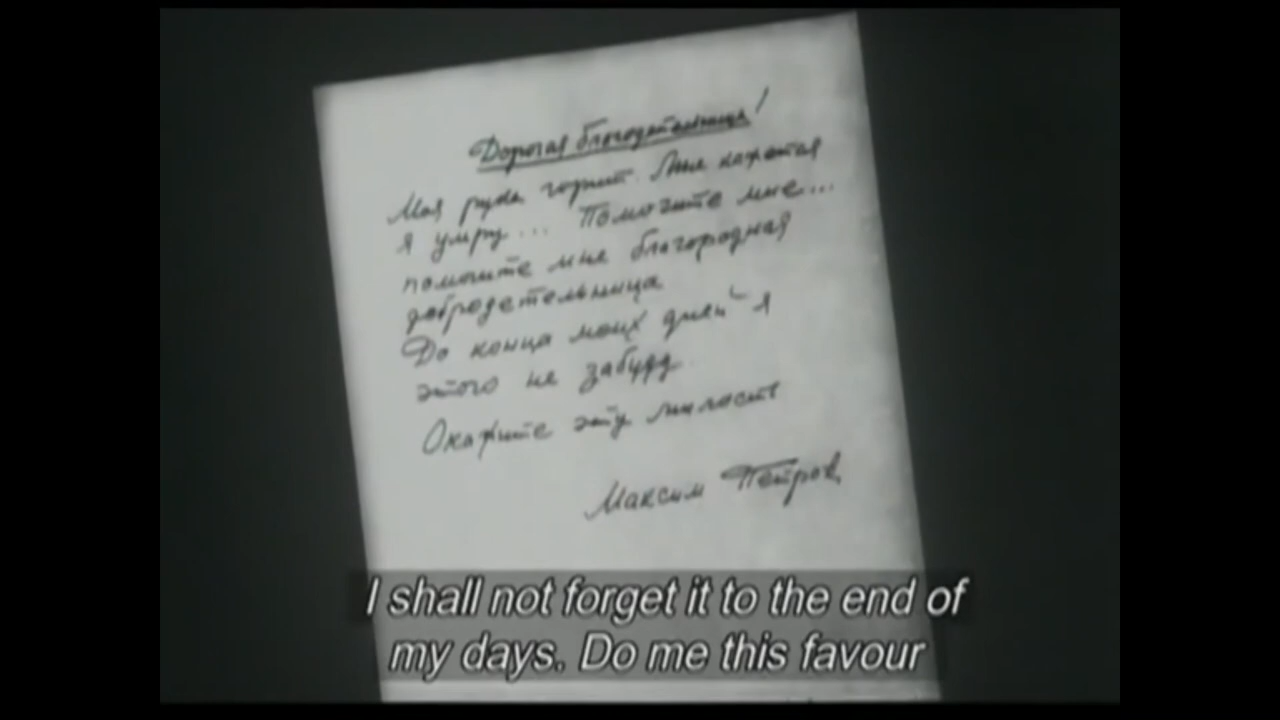 Дорогая благодетельница!
Моя рука горит. Мне кажется
я умру... Помогите мне...
помогите мне благородная
добродетельница
До конца моих дней я
этого не забуду
Окажите эту милость
Максим Петров
I shall not forget it to the end of
my days. Do me this favour